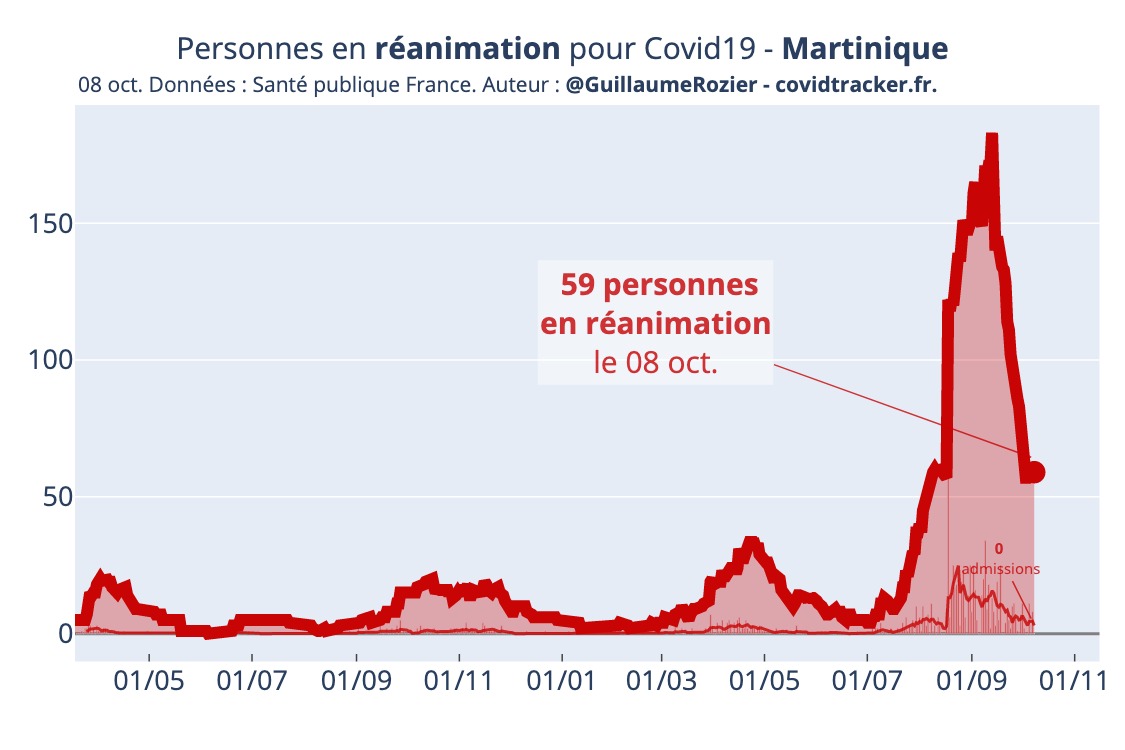 Personnes en réanimation pour Covid19 - Martinique
08 oct. Données : Santé publique France. Auteur : @GuillaumeRozier - covidtracker.fr.
150
59 personnes
en réanimation
le 08 oct.
100
50
0
admissions
0
01/05 01/07 01/09 01/11 01/01 01/03 01/05 01/07 01/09 01/11